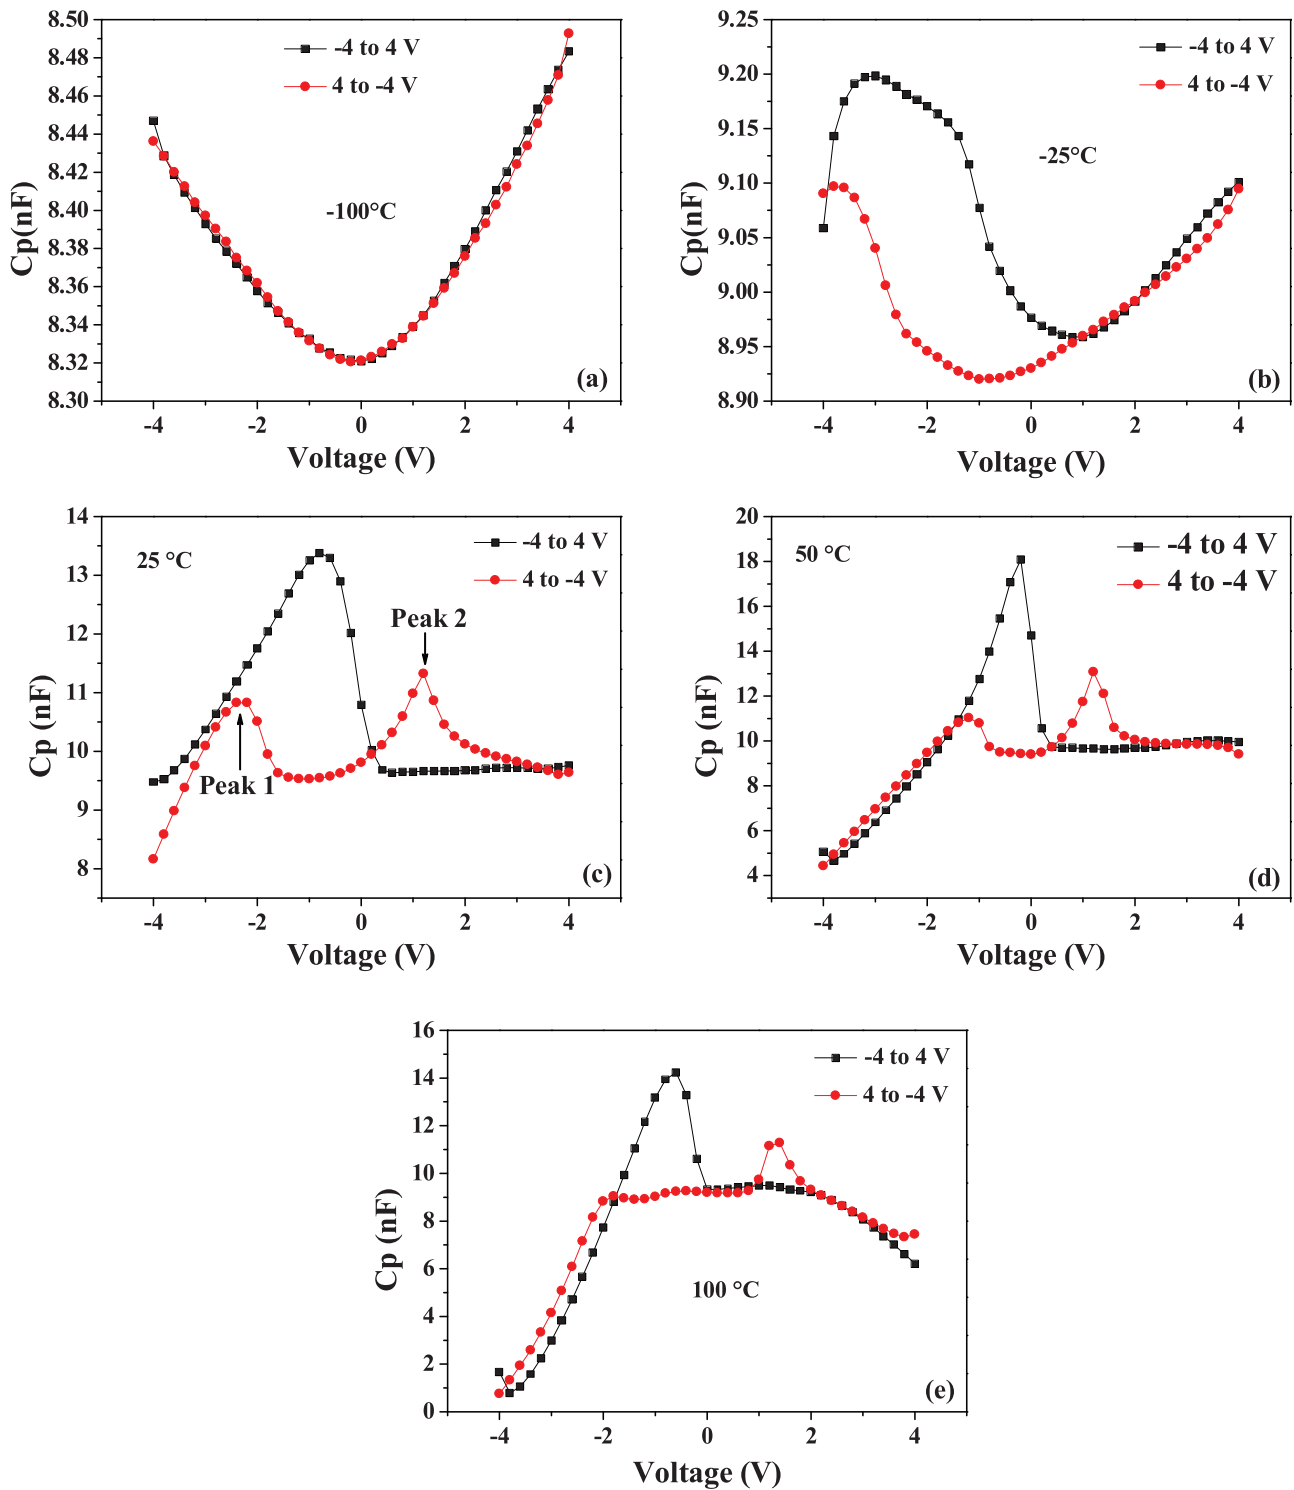 8.50
8.48
8.46
8.44
8.42
8.40
8.38
8.36
8.34
8.32
8.30
Cp(nF)
-4 to 4 V
4 to -4 V
-100°C
(a)
-4 -2 0 2 4
Voltage (V)
9.20
9.15
9.10
9.05
9.00
8.95
8.90
Cp(nF)
-4 to 4 V
4 to -4 V
-25°C
(b)
-4 -2 0 2 4
Voltage (V)
14
13
12
11
10
9
8
Cp (nF)
25 °C
-4 to 4 V
4 to -4 V
Peak 2
Peak 1
(c)
-4 -2 0 2 4
Voltage (V)
20
18
16
14
12
10
8
6
4
Cp (nF)
50 °C
-4 to 4 V
4 to -4 V
(d)
-4 -2 0 2 4
Voltage (V)
16
14
12
10
8
6
4
2
0
Cp (nF)
-4 to 4 V
4 to -4 V
100 °C
(e)
-4 -2 0 2 4
Voltage (V)